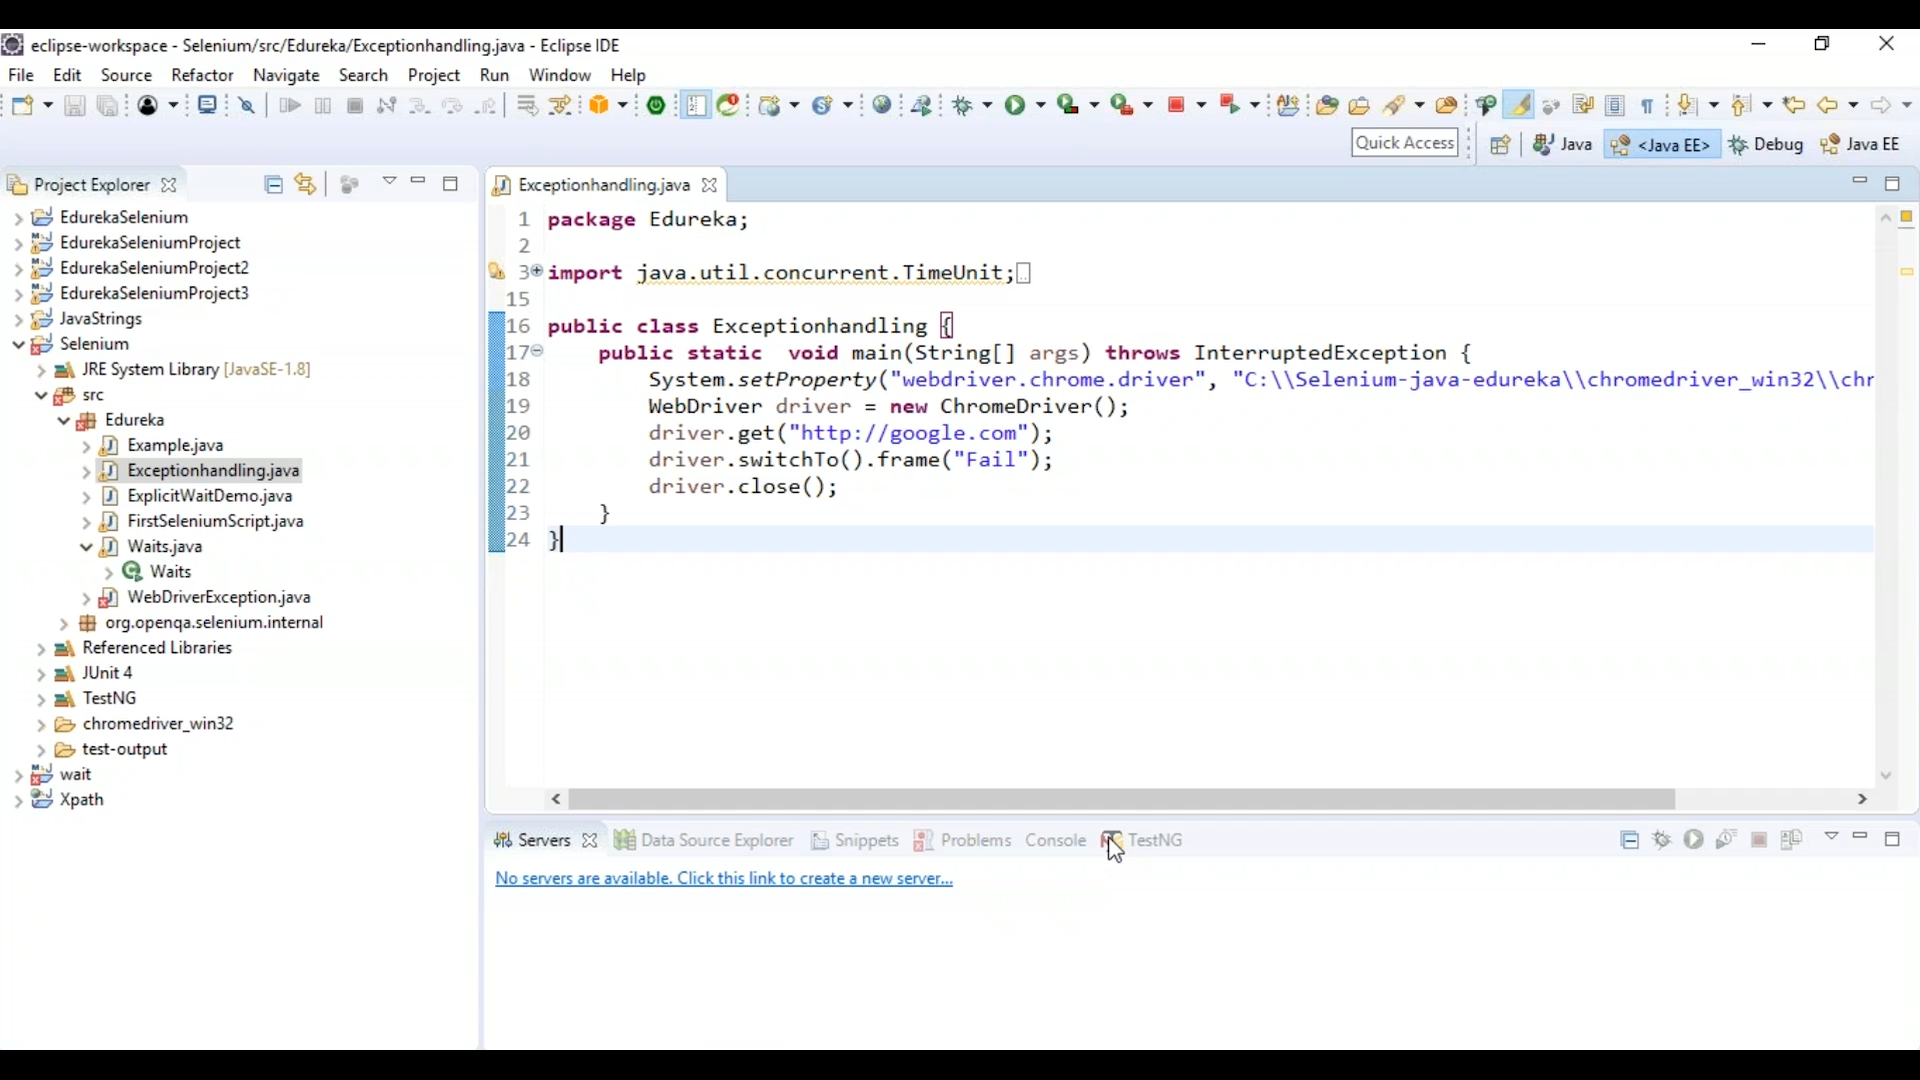 eclipse-workspace - Selenium/src/Edureka/Exceptionhandling.java - Eclipse IDE
File Edit Source Refactor Navigate Search Project Run Window Help
Quick Access Java <Java EE> Debug Java EE
Project Explorer
EdurekaSelenium
EdurekaSeleniumProject
EdurekaSeleniumProject2
EdurekaSeleniumProject3
JavaStrings
Selenium
JRE System Library [JavaSE-1.8]
src
Edureka
Example.java
Exceptionhandling.java
ExplicitWaitDemo.java
FirstSeleniumScript.java
Waits.java
Waits
WebDriverException.java
org.openqa.selenium.internal
Referenced Libraries
JUnit 4
TestNG
chromedriver_win32
test-output
wait
Xpath
Exceptionhandling.java
1 package Edureka;
2
3 import java.util.concurrent.TimeUnit;
15
16 public class Exceptionhandling {
17 public static  void main(String[] args) throws InterruptedException {
18 System.setProperty("webdriver.chrome.driver", "C:\\Selenium-java-edureka\\chromedriver_win32\\chr
19 WebDriver driver = new ChromeDriver();
20 driver.get("http://google.com");
21 driver.switchTo().frame("Fail");
22 driver.close();
23 }
24 }
Servers Data Source Explorer Snippets Problems Console TestNG
No servers are available. Click this link to create a new server...